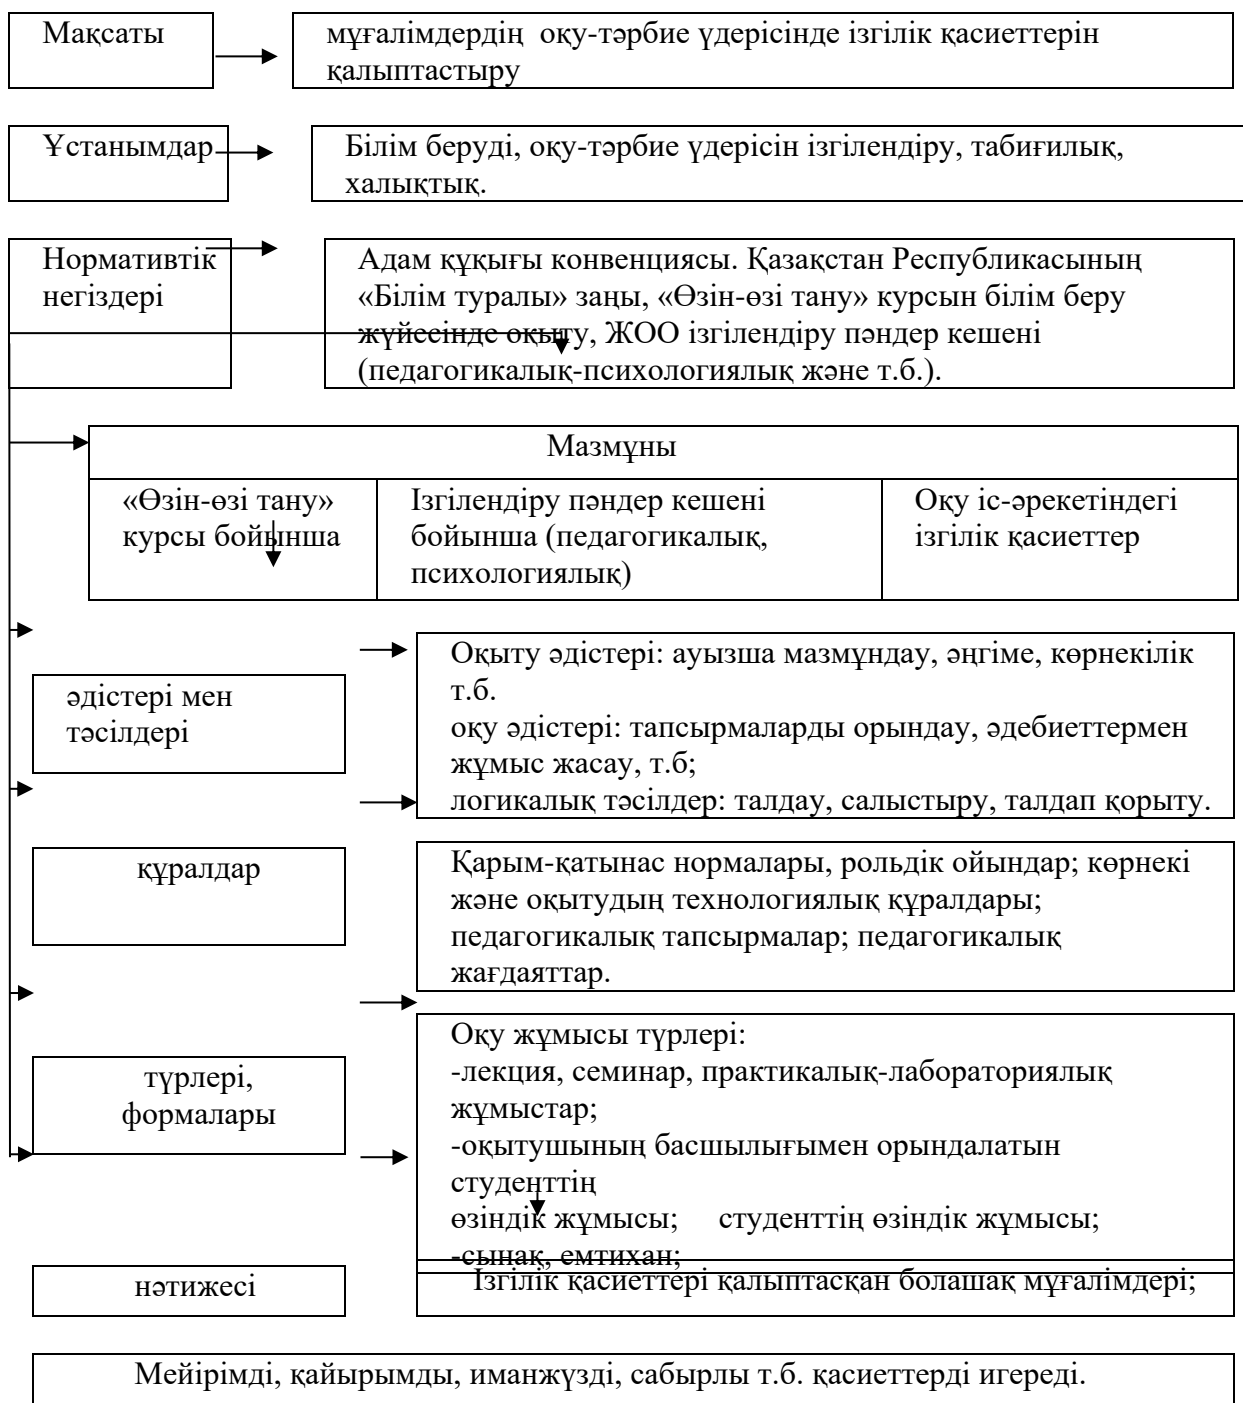 Мақсаты
мұғалімдердің оқу-тәрбие үдерісінде ізгілік қасиеттерін
қалыптастыру
Ұстанымдар
Білім беруді, оқу-тәрбие үдерісін ізгілендіру, табиғилық,
халықтық.
Нормативтік
негіздері
Адам құқығы конвенциясы. Қазақстан Республикасының
«Білім туралы» заңы, «Өзін-өзі тану» курсын білім беру
жүйесінде оқыту, ЖОО ізгілендіру пәндер кешені
(педагогикалық-психологиялық және т.б.).
Мазмұны
«Өзін-өзі тану»
курсы бойынша
Ізгілендіру пәндер кешені
бойынша (педагогикалық,
психологиялық)
Оқу іс-әрекетіндегі
ізгілік қасиеттер
әдістері мен
тәсілдері
Оқыту әдістері: ауызша мазмұндау, әңгіме, көрнекілік
т.б.
оқу әдістері: тапсырмаларды орындау, әдебиеттермен
жұмыс жасау, т.б;
логикалық тәсілдер: талдау, салыстыру, талдап қорыту.
құралдар
Қарым-қатынас нормалары, рольдік ойындар; көрнекі
және оқытудың технологиялық құралдары;
педагогикалық тапсырмалар; педагогикалық
жағдаяттар.
түрлері,
формалары
Оқу жұмысы түрлері:
-лекция, семинар, практикалық-лабораториялық
жұмыстар;
-оқытушының басшылығымен орындалатын
студенттің
өзіндік жұмысы; студенттің өзіндік жұмысы;
-сынақ, емтихан;
нәтижесі
Ізгілік қасиеттері қалыптасқан болашақ мұғалімдері;
Мейірімді, қайырымды, иманжүзді, сабырлы т.б. қасиеттерді игереді.